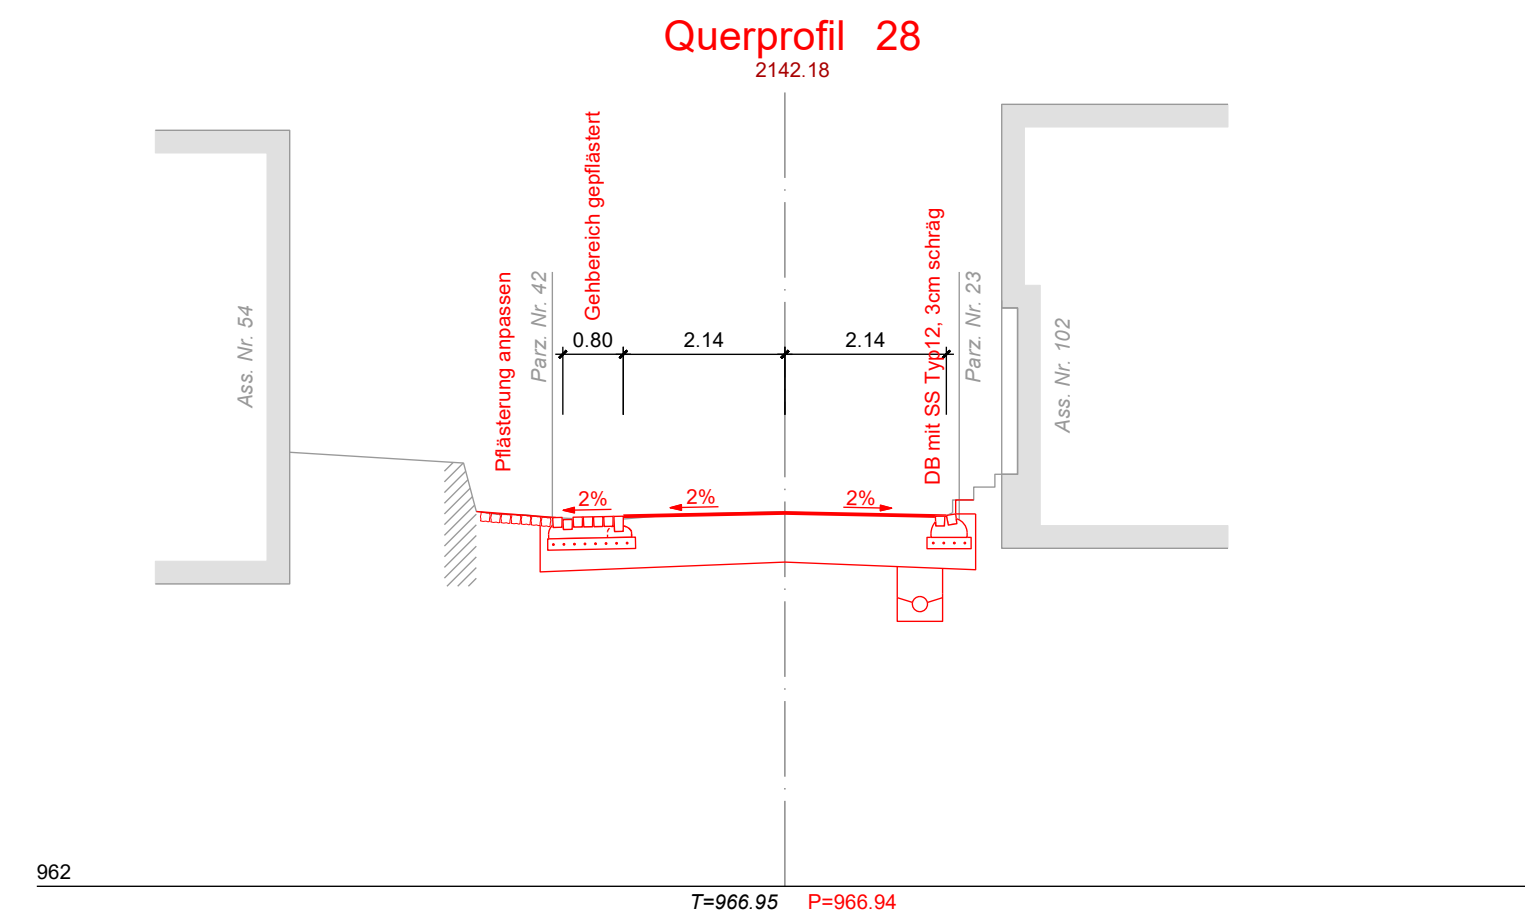 Querprofil 28
2142.18
Gehbereich gepflästert
DB mit SS Typ12, 3cm schräg
Pflästerung anpassen
Parz. Nr. 42
Parz. Nr. 23
Ass. Nr. 54
Ass. Nr. 102
0.80 2.14 2.14
2% 2% 2%
962
T=966.95 P=966.94